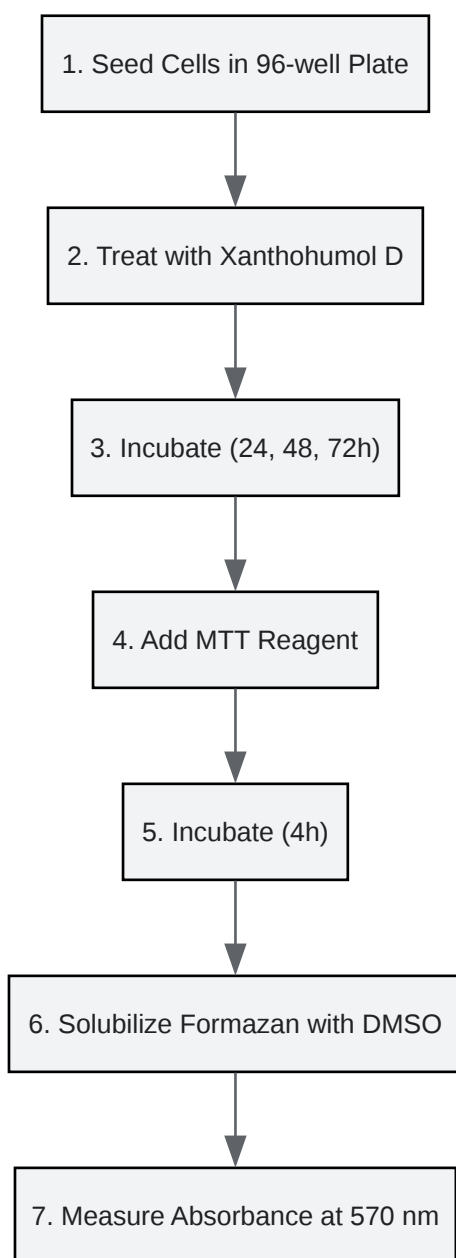 1. Seed Cells in 96-well Plate
2. Treat with Xanthohumol D
3. Incubate (24, 48, 72h)
4. Add MTT Reagent
5. Incubate (4h)
6. Solubilize Formazan with DMSO
7. Measure Absorbance at 570 nm